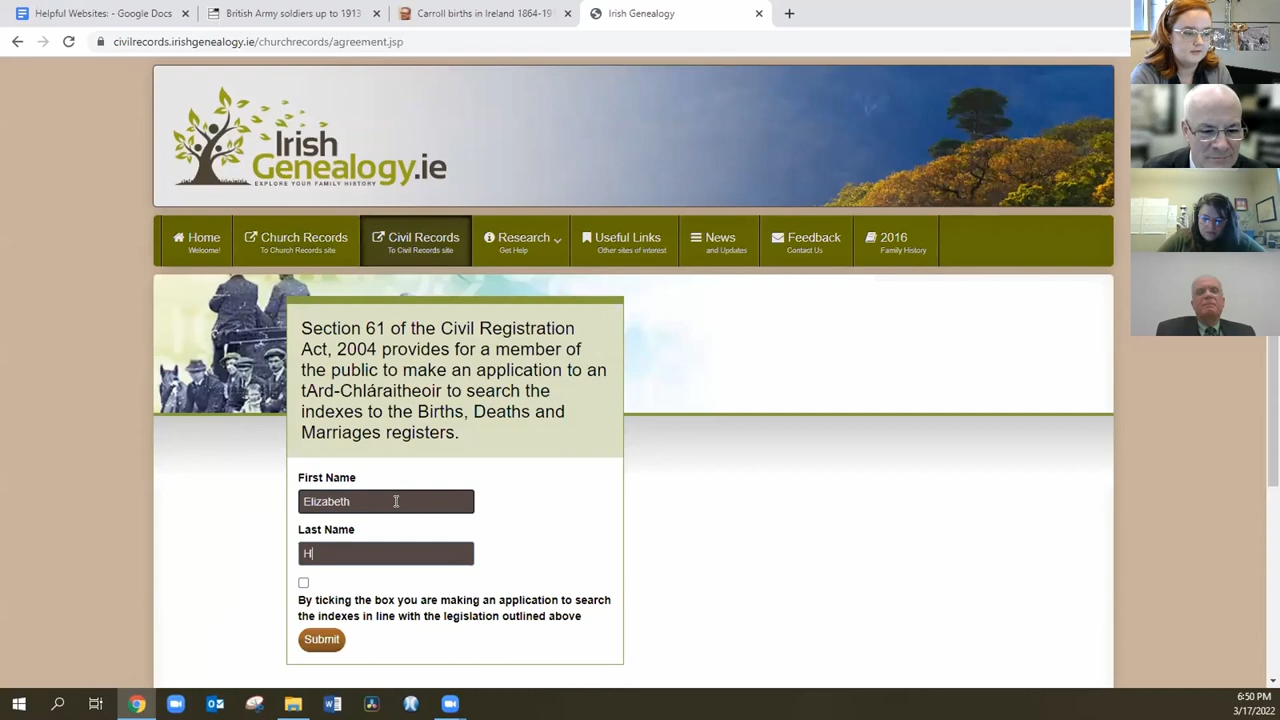 Helpful Websites: - Google Docs
British Army soldiers up to 1913
Carroll births in Ireland 1864-19
Irish Genealogy
civilrecords.irishgenealogy.ie/churchrecords/agreement.jsp
Irish
Genealogy.ie
EXPLORE YOUR FAMILY HISTORY
Home
Welcome!
Church Records
To Church Records site
Civil Records
To Civil Records site
Research
Get Help
Useful Links
Other sites of interest
News
and Updates
Feedback
Contact Us
2016
Family History
Section 61 of the Civil Registration
Act, 2004 provides for a member of
the public to make an application to an
tArd-Chláraitheoir to search the
indexes to the Births, Deaths and
Marriages registers.
First Name
Elizabeth
Last Name
H
By ticking the box you are making an application to search
the indexes in line with the legislation outlined above
Submit
6:50 PM
3/17/2022